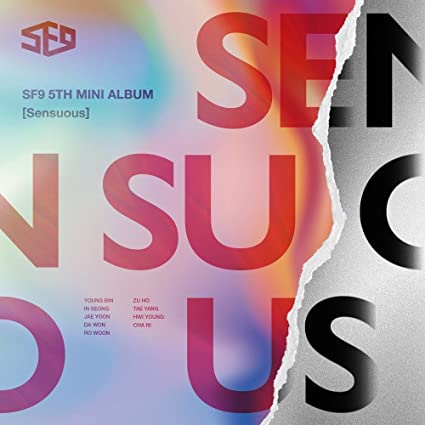 SF9
SF9 5TH MINI ALBUM
[Sensuous]
SEN
N SU O
O US
YOUNG BIN
IN SEONG
JAE YOON
DA WON
RO WOON
ZU HO
TAE YANG
HWI YOUNG
CHA NI